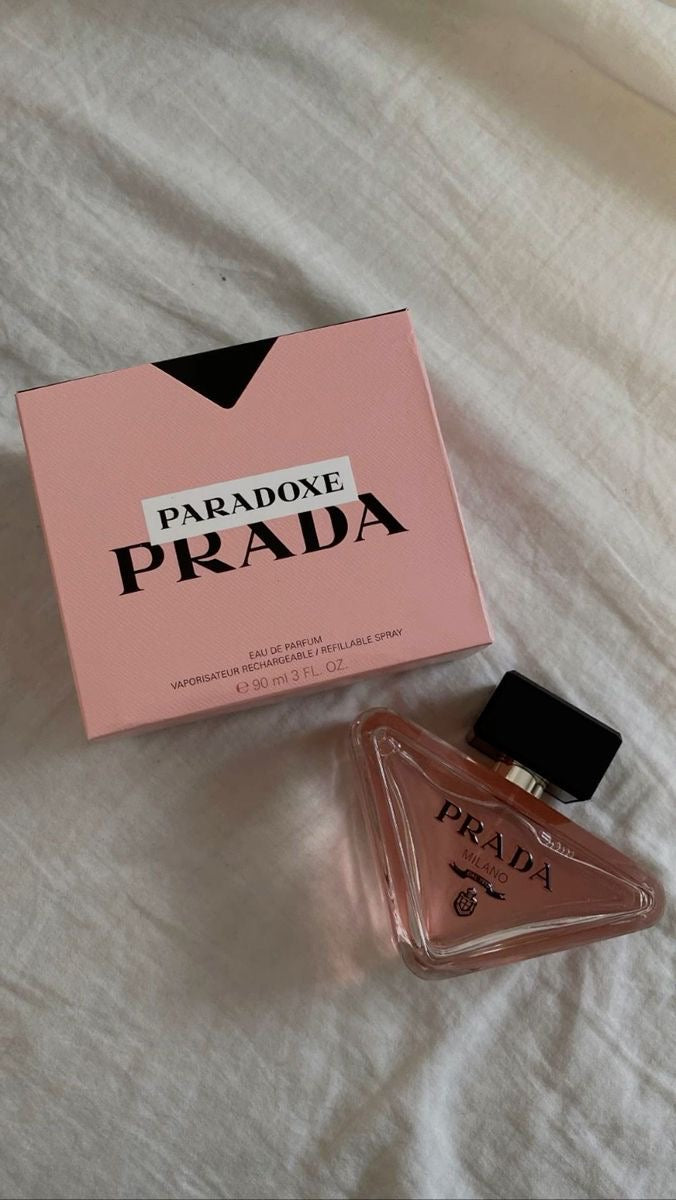 PARADOXE
PRADA
EAU DE PARFUM
VAPORISATEUR RECHARGEABLE / REFILLABLE SPRAY
℮ 90 ml 3 FL. OZ.
PRADA
MILANO